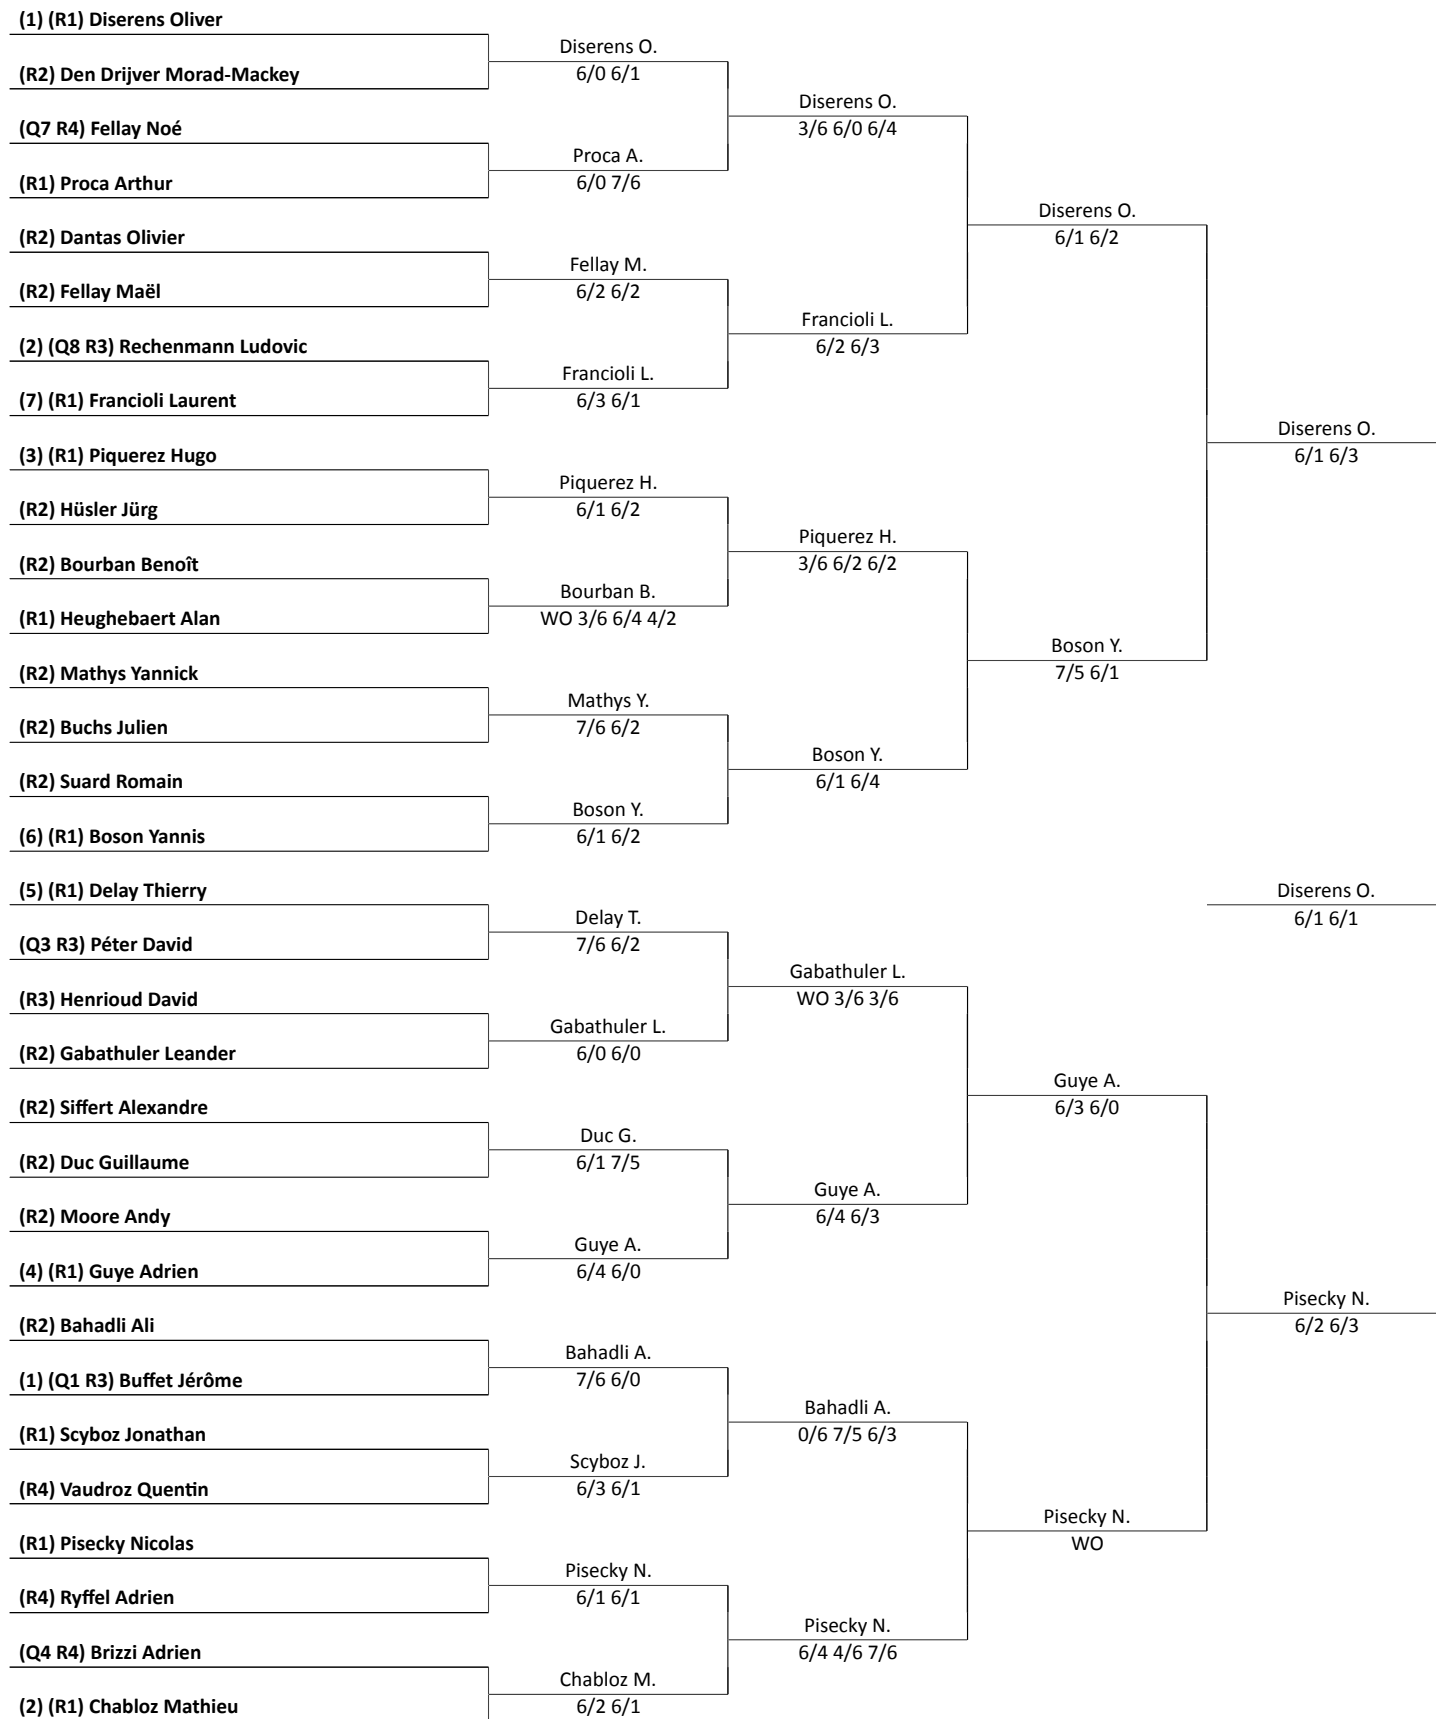 (1) (R1) Diserens Oliver
(R2) Den Drijver Morad-Mackey
(Q7 R4) Fellay Noé
(R1) Proca Arthur
(R2) Dantas Olivier
(R2) Fellay Maël
(2) (Q8 R3) Rechenmann Ludovic
(7) (R1) Francioli Laurent
(3) (R1) Piquerez Hugo
(R2) Hüsler Jürg
(R2) Bourban Benoît
(R1) Heughebaert Alan
(R2) Mathys Yannick
(R2) Buchs Julien
(R2) Suard Romain
(6) (R1) Boson Yannis
(5) (R1) Delay Thierry
(Q3 R3) Péter David
(R3) Henrioud David
(R2) Gabathuler Leander
(R2) Siffert Alexandre
(R2) Duc Guillaume
(R2) Moore Andy
(4) (R1) Guye Adrien
(R2) Bahadli Ali
(1) (Q1 R3) Buffet Jérôme
(R1) Scyboz Jonathan
(R4) Vaudroz Quentin
(R1) Pisecky Nicolas
(R4) Ryffel Adrien
(Q4 R4) Brizzi Adrien
(2) (R1) Chabloz Mathieu
Diserens O.
6/0 6/1
Proca A.
6/0 7/6
Fellay M.
6/2 6/2
Francioli L.
6/3 6/1
Piquerez H.
6/1 6/2
Bourban B.
WO 3/6 6/4 4/2
Mathys Y.
7/6 6/2
Boson Y.
6/1 6/2
Delay T.
7/6 6/2
Gabathuler L.
6/0 6/0
Duc G.
6/1 7/5
Guye A.
6/4 6/0
Bahadli A.
7/6 6/0
Scyboz J.
6/3 6/1
Pisecky N.
6/1 6/1
Chabloz M.
6/2 6/1
Diserens O.
3/6 6/0 6/4
Francioli L.
6/2 6/3
Piquerez H.
3/6 6/2 6/2
Boson Y.
6/1 6/4
Gabathuler L.
WO 3/6 3/6
Guye A.
6/4 6/3
Bahadli A.
0/6 7/5 6/3
Pisecky N.
6/4 4/6 7/6
Diserens O.
6/1 6/2
Boson Y.
7/5 6/1
Guye A.
6/3 6/0
Pisecky N.
WO
Diserens O.
6/1 6/3
Diserens O.
6/1 6/1
Pisecky N.
6/2 6/3